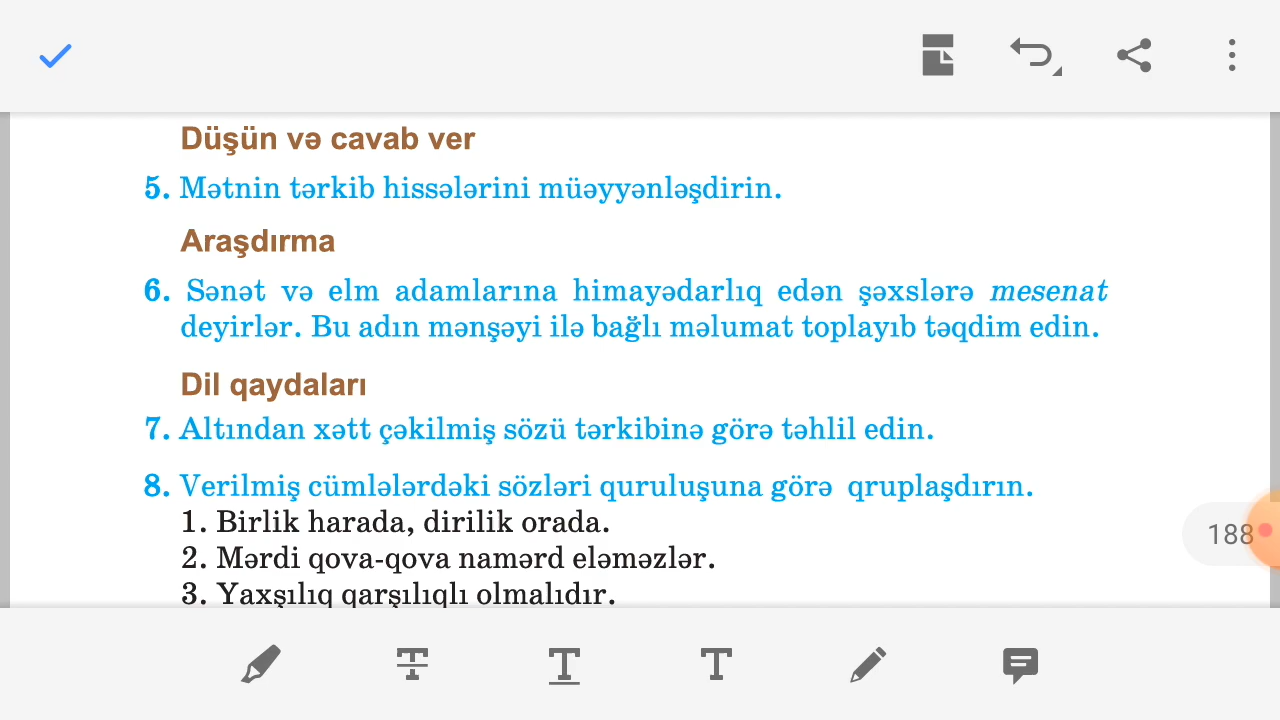 Düşün və cavab ver
5. Mətnin tərkib hissələrini müəyyənləşdirin.
Araşdırma
6. Sənət və elm adamlarına himayədarlıq edən şəxslərə mesenat
deyirlər. Bu adın mənşəyi ilə bağlı məlumat toplayıb təqdim edin.
Dil qaydaları
7. Altından xətt çəkilmiş sözü tərkibinə görə təhlil edin.
8. Verilmiş cümlələrdəki sözləri quruluşuna görə qruplaşdırın.
1. Birlik harada, dirilik orada.
2. Mərdi qova-qova namərd eləməzlər.
188
3. Yaxşılıq qarşılıqlı olmalıdır.